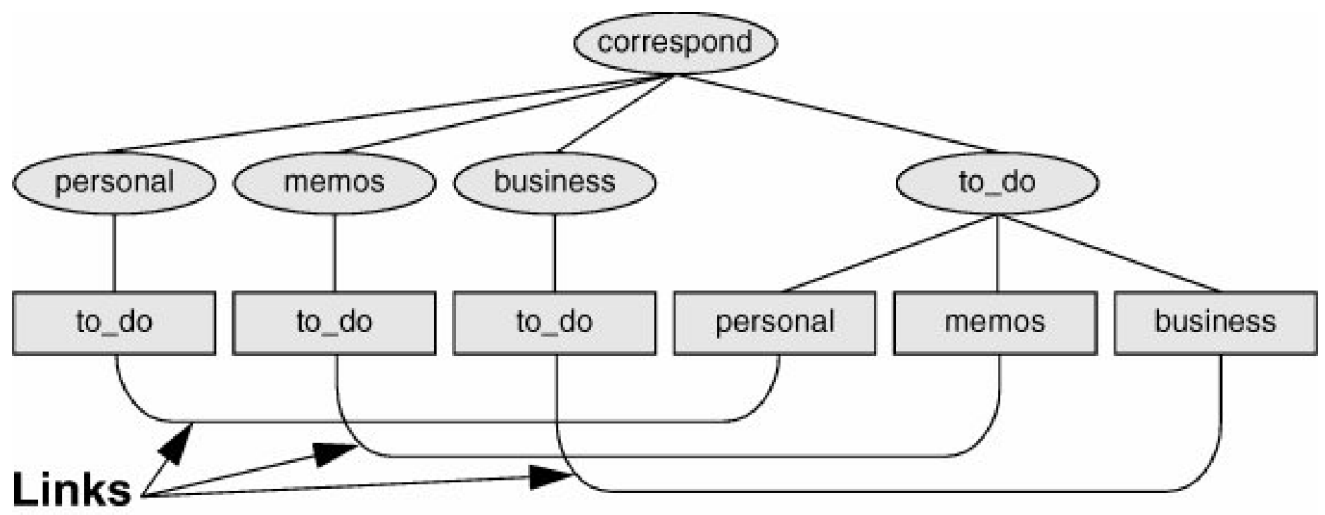 correspond
personal
memos
business
to_do
to_do
to_do
to_do
personal
memos
business
Links